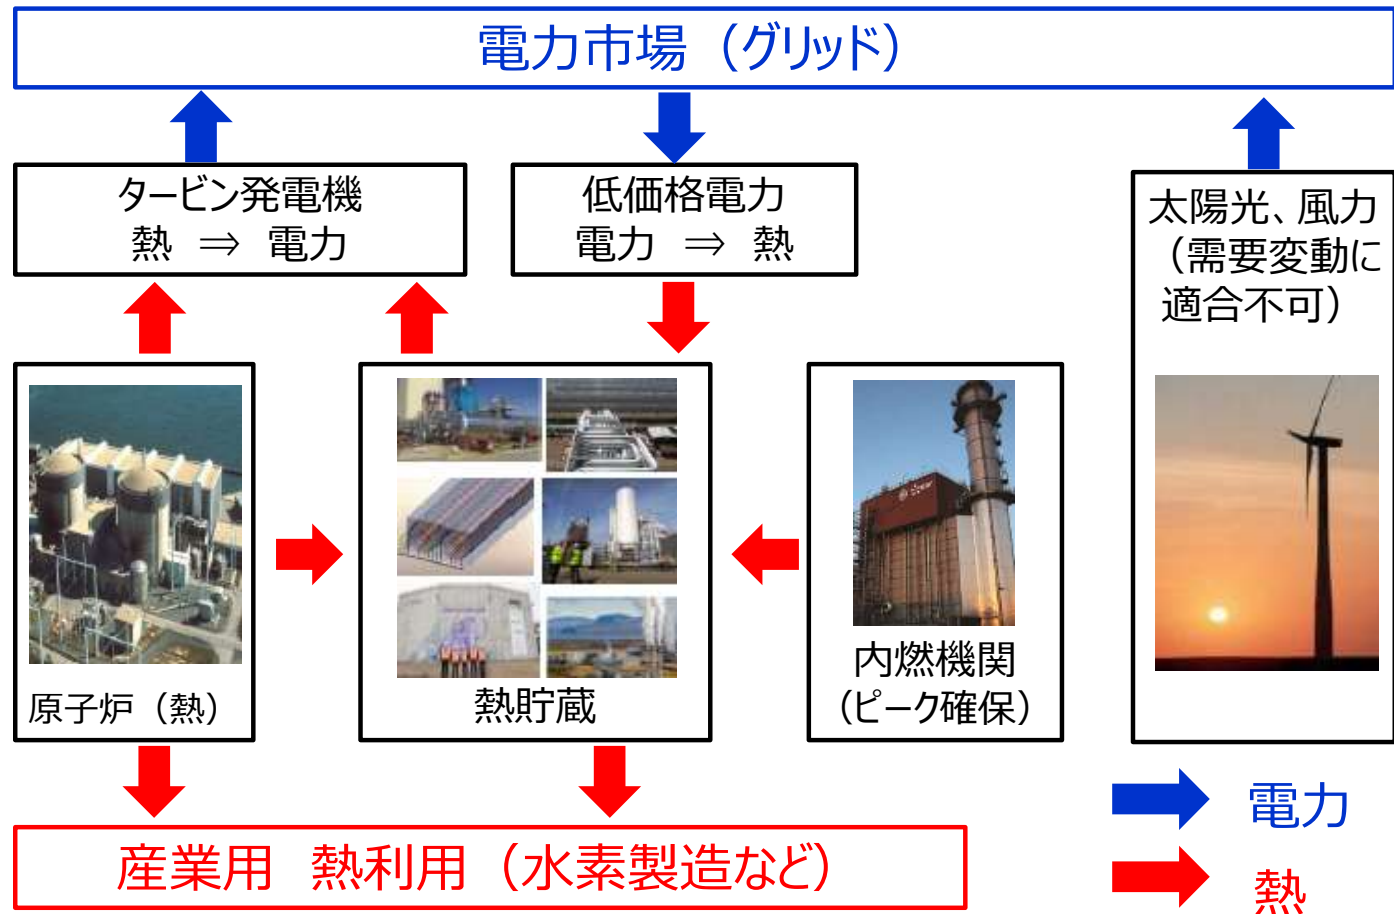 電力市場（グリッド）
タービン発電機
熱 ⇒ 電力
低価格電力
電力 ⇒ 熱
太陽光、風力
（需要変動に
適合不可）
原子炉（熱）
熱貯蔵
内燃機関
（ピーク確保）
産業用　熱利用（水素製造など）
電力
熱